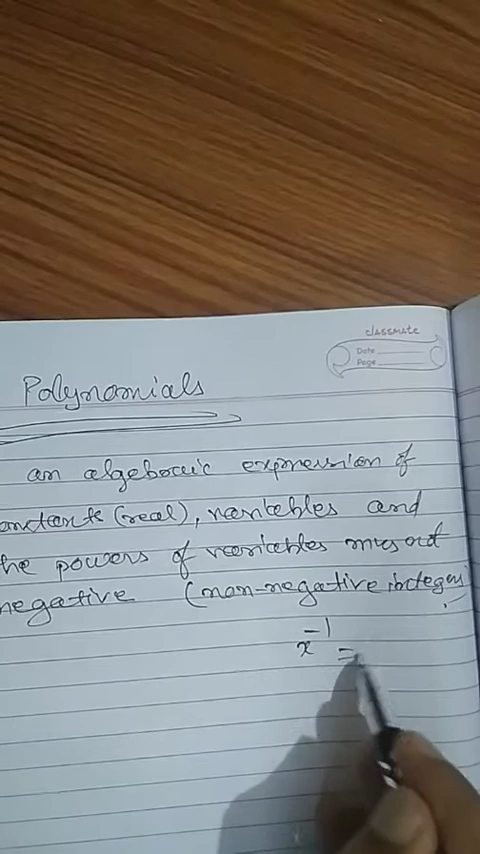 classmate
Date
Page
Polynomials
an algebraic expression of
onstants (real), variables and
he powers of variables must
negative (non-negative integers)
x⁻¹ =